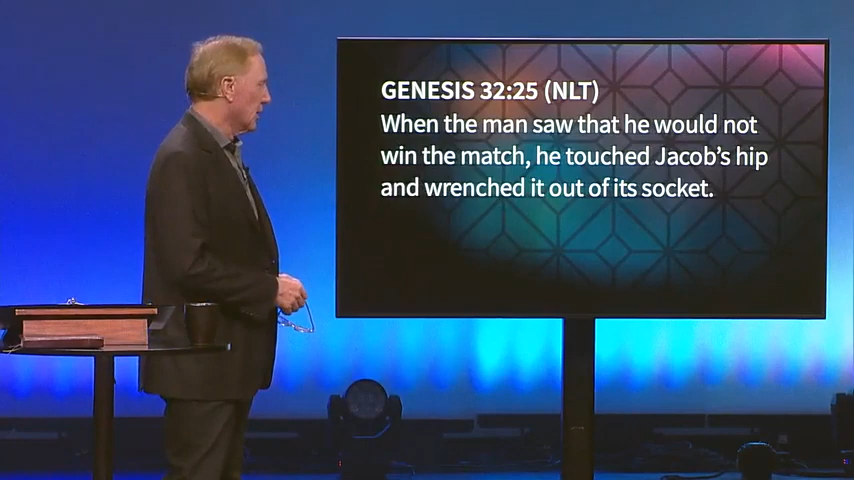 GENESIS 32:25 (NLT)
When the man saw that he would not
win the match, he touched Jacob's hip
and wrenched it out of its socket.